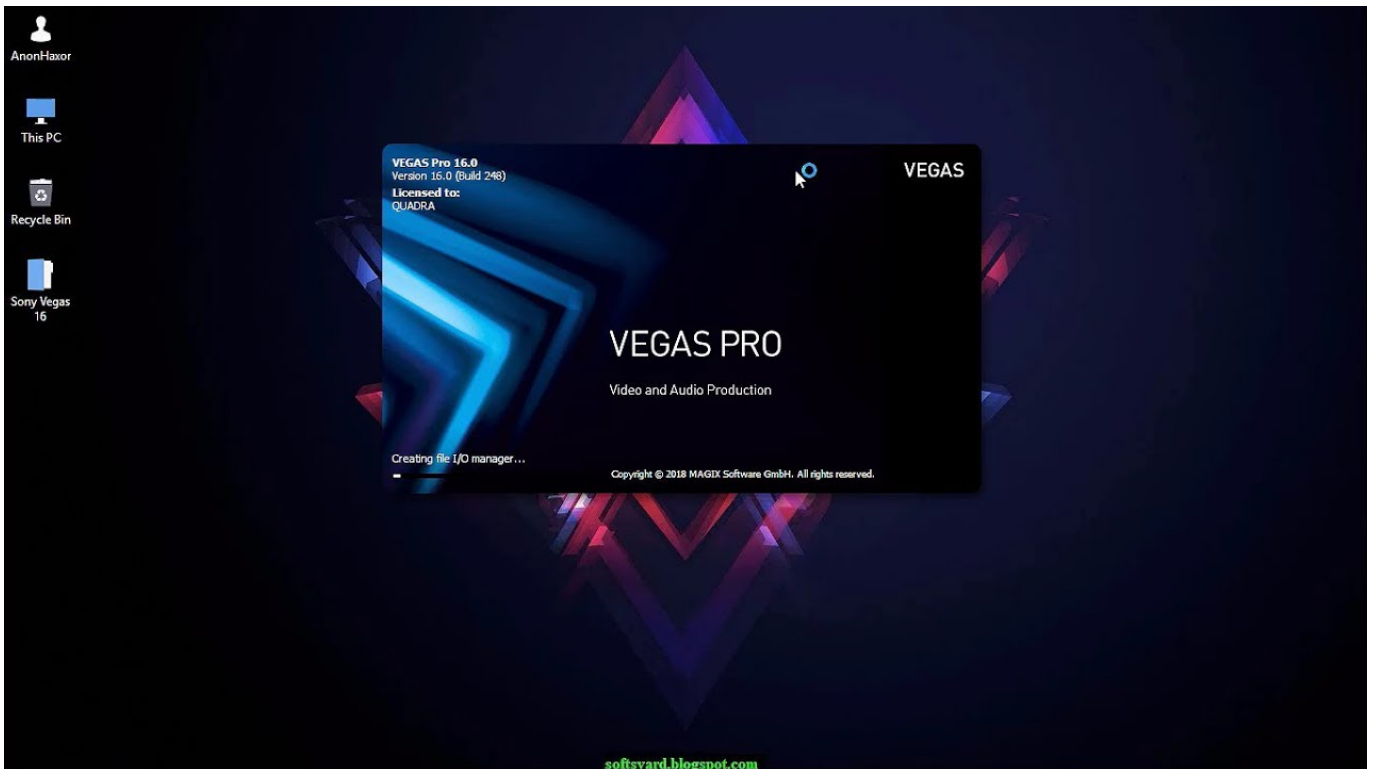 AnonHaxor
This PC
Recycle Bin
Sony Vegas
16
VEGAS Pro 16.0
Version 16.0 (Build 248)
Licensed to:
QUADRA
VEGAS
VEGAS PRO
Video and Audio Production
Creating file I/O manager...
Copyright © 2018 MAGIX Software GmbH. All rights reserved.
softsyard.blogspot.com